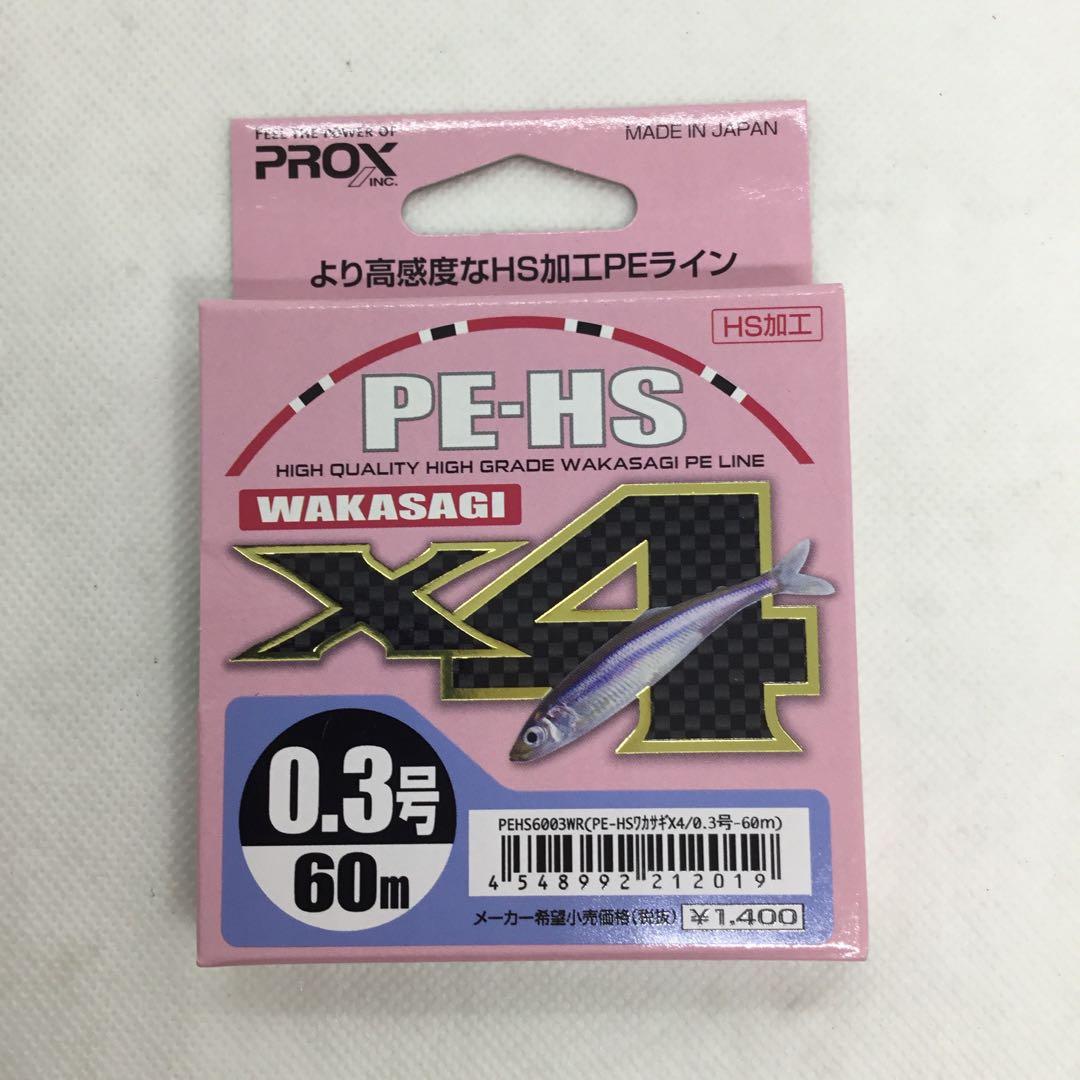 FEEL THE POWER OF
PROX INC.
MADE IN JAPAN
より高感度なHS加工PEライン
HS加工
PE-HS
HIGH QUALITY HIGH GRADE WAKASAGI PE LINE
WAKASAGI
X4
0.3号
60m
PEHS6003WR(PE-HSﾜｶｻｷﾞX4/0.3号-60m)
4 548992 212019
メーカー希望小売価格(税抜) ¥1,400